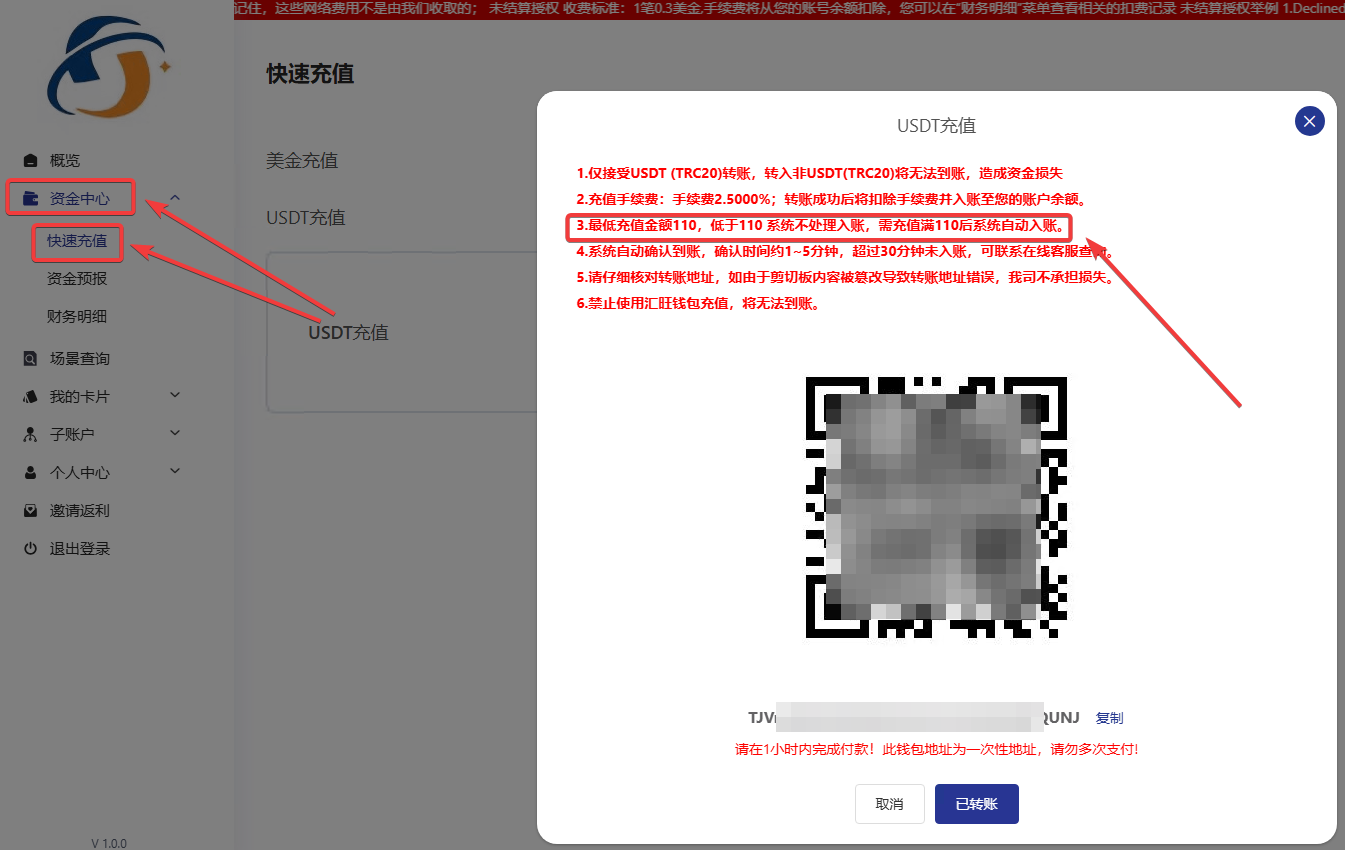 记住，这些网络费用不是由我们收取的； 未结算授权 收费标准：1笔0.3美金,手续费将从您的账号余额扣除，您可以在“财务明细”菜单查看相关的扣费记录 未结算授权举例 1.Declined
快速充值
美金充值
USDT充值
USDT充值
概览
资金中心
快速充值
资金预报
财务明细
场景查询
我的卡片
子账户
个人中心
邀请返利
退出登录
V 1.0.0
USDT充值
1.仅接受USDT (TRC20)转账，转入非USDT(TRC20)将无法到账，造成资金损失
2.充值手续费：手续费2.5000%；转账成功后将扣除手续费并入账至您的账户余额。
3.最低充值金额110，低于110 系统不处理入账，需充值满110后系统自动入账。
4.系统自动确认到账，确认时间约1~5分钟，超过30分钟未入账，可联系在线客服查
5.请仔细核对转账地址，如由于剪切板内容被篡改导致转账地址错误，我司不承担损失。
6.禁止使用汇旺钱包充值，将无法到账。
TJV QUNJ 复制
请在1小时内完成付款！此钱包地址为一次性地址，请勿多次支付!
取消 已转账